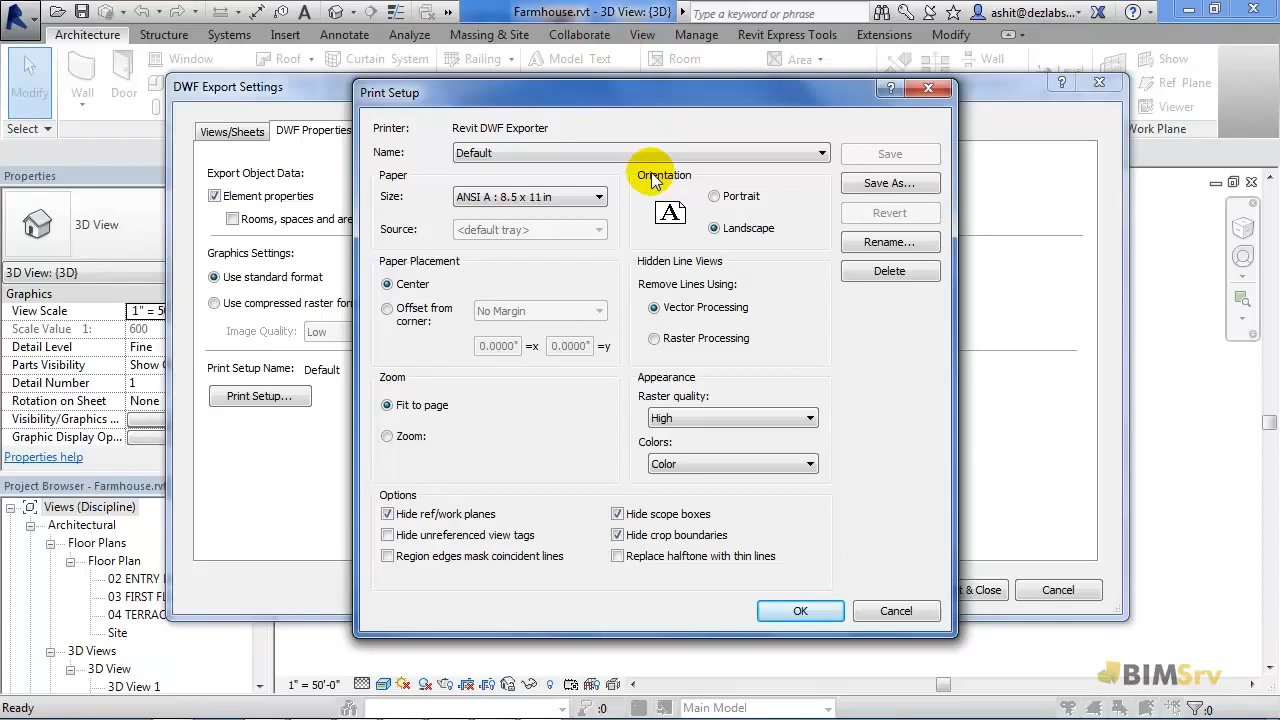 Farmhouse.rvt - 3D View: {3D}
Type a keyword or phrase
ashit@dezlabs...
Architecture Structure Systems Insert Annotate Analyze Massing & Site Collaborate View Manage Revit Express Tools Extensions Modify
Modify
Wall
Door
Window
Roof
Curtain System
Railing
Model Text
Room
Area
Wall
Level
Show
Ref Plane
Viewer
Select
Work Plane
DWF Export Settings
Views/Sheets
DWF Properties
Export Object Data:
Element properties
Rooms, spaces and are
Graphics Settings:
Use standard format
Use compressed raster for
Image Quality: Low
Print Setup Name: Default
Print Setup...
& Close
Cancel
Print Setup
Printer: Revit DWF Exporter
Name: Default
Save
Save As...
Revert
Rename...
Delete
Paper
Size: ANSI A : 8.5 x 11 in
Source: <default tray>
Orientation
A
Portrait
Landscape
Paper Placement
Center
Offset from corner:
No Margin
0.0000" =x 0.0000" =y
Hidden Line Views
Remove Lines Using:
Vector Processing
Raster Processing
Zoom
Fit to page
Zoom:
Appearance
Raster quality:
High
Colors:
Color
Options
Hide ref/work planes
Hide scope boxes
Hide unreferenced view tags
Hide crop boundaries
Region edges mask coincident lines
Replace halftone with thin lines
OK
Cancel
Properties
3D View
3D View: {3D}
Graphics
View Scale 1" = 50
Scale Value 1: 600
Detail Level Fine
Parts Visibility Show O
Detail Number 1
Rotation on Sheet None
Visibility/Graphics ...
Graphic Display Op...
Properties help
Project Browser - Farmhouse.rvt
Views (Discipline)
Architectural
Floor Plans
Floor Plan
02 ENTRY
03 FIRST FL
04 TERRAC
Site
3D Views
3D View
3D View 1
1" = 50'-0"
:0
Main Model
:0
BIMSrv